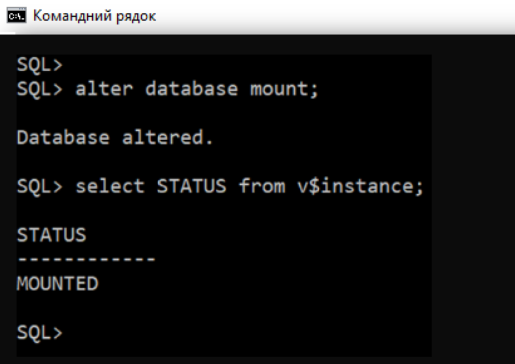 Командний рядок
SQL>
SQL> alter database mount;
Database altered.
SQL> select STATUS from v$instance;
STATUS
------------
MOUNTED
SQL>